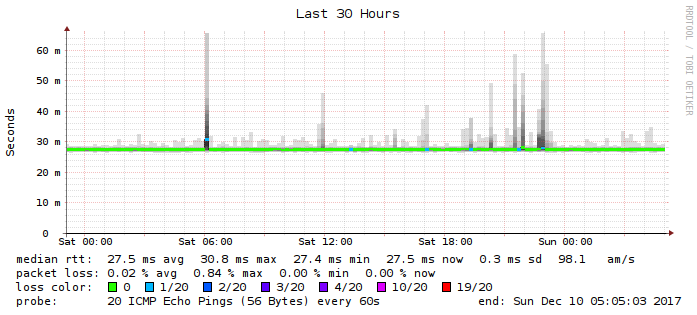 Last 30 Hours
RRDTOOL / TOBI OETIKER
Seconds
60 m
50 m
40 m
30 m
20 m
10 m
0
Sat 00:00 Sat 06:00 Sat 12:00 Sat 18:00 Sun 00:00
median rtt: 27.5 ms avg 30.8 ms max 27.4 ms min 27.5 ms now 0.3 ms sd 98.1 am/s
packet loss: 0.02 % avg 0.84 % max 0.00 % min 0.00 % now
loss color: 0 1/20 2/20 3/20 4/20 10/20 19/20
probe: 20 ICMP Echo Pings (56 Bytes) every 60s end: Sun Dec 10 05:05:03 2017